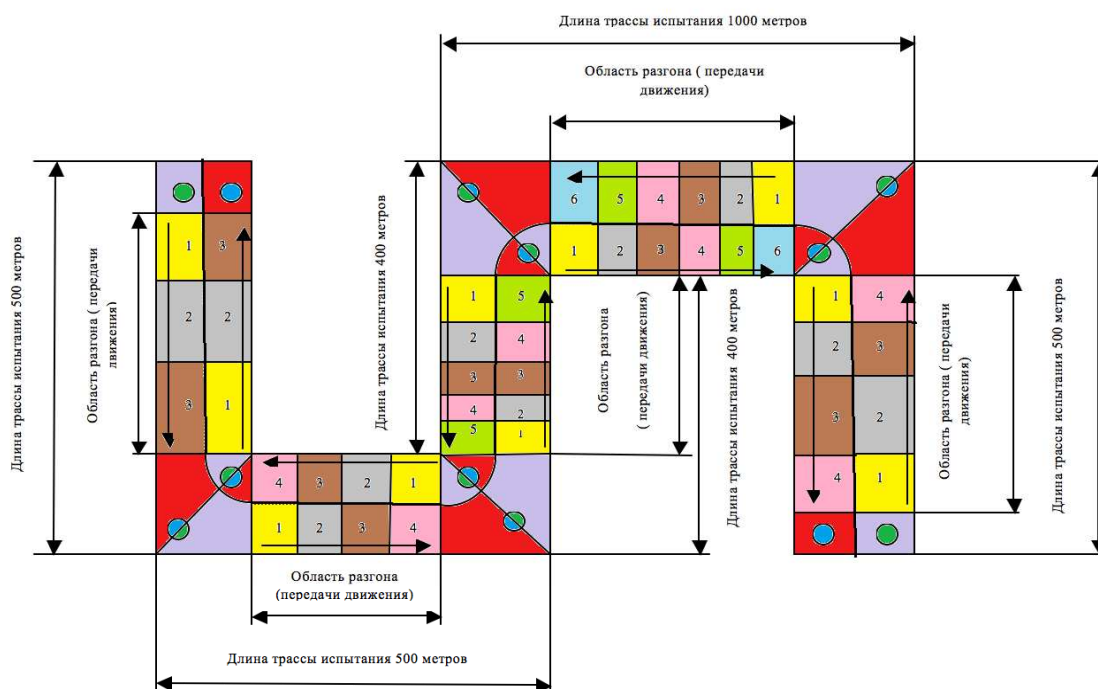 Длина трассы испытания 1000 метров
Область разгона ( передачи
движения)
6 5 4 3 2 1
1 2 3 4 5 6
Длина трассы испытания 500 метров
Область разгона ( передачи
движения)
1 3
2 2
3 1
Длина трассы испытания 400 метров
1 5
2 4
3 3
4 2
5 1
Область разгона
( передачи движения)
Длина трассы испытания 400 метров
1 4
2 3
3 2
4 1
Область разгона ( передачи
движения)
Длина трассы испытания 500 метров
4 3 2 1
1 2 3 4
Область разгона
(передачи движения)
Длина трассы испытания 500 метров